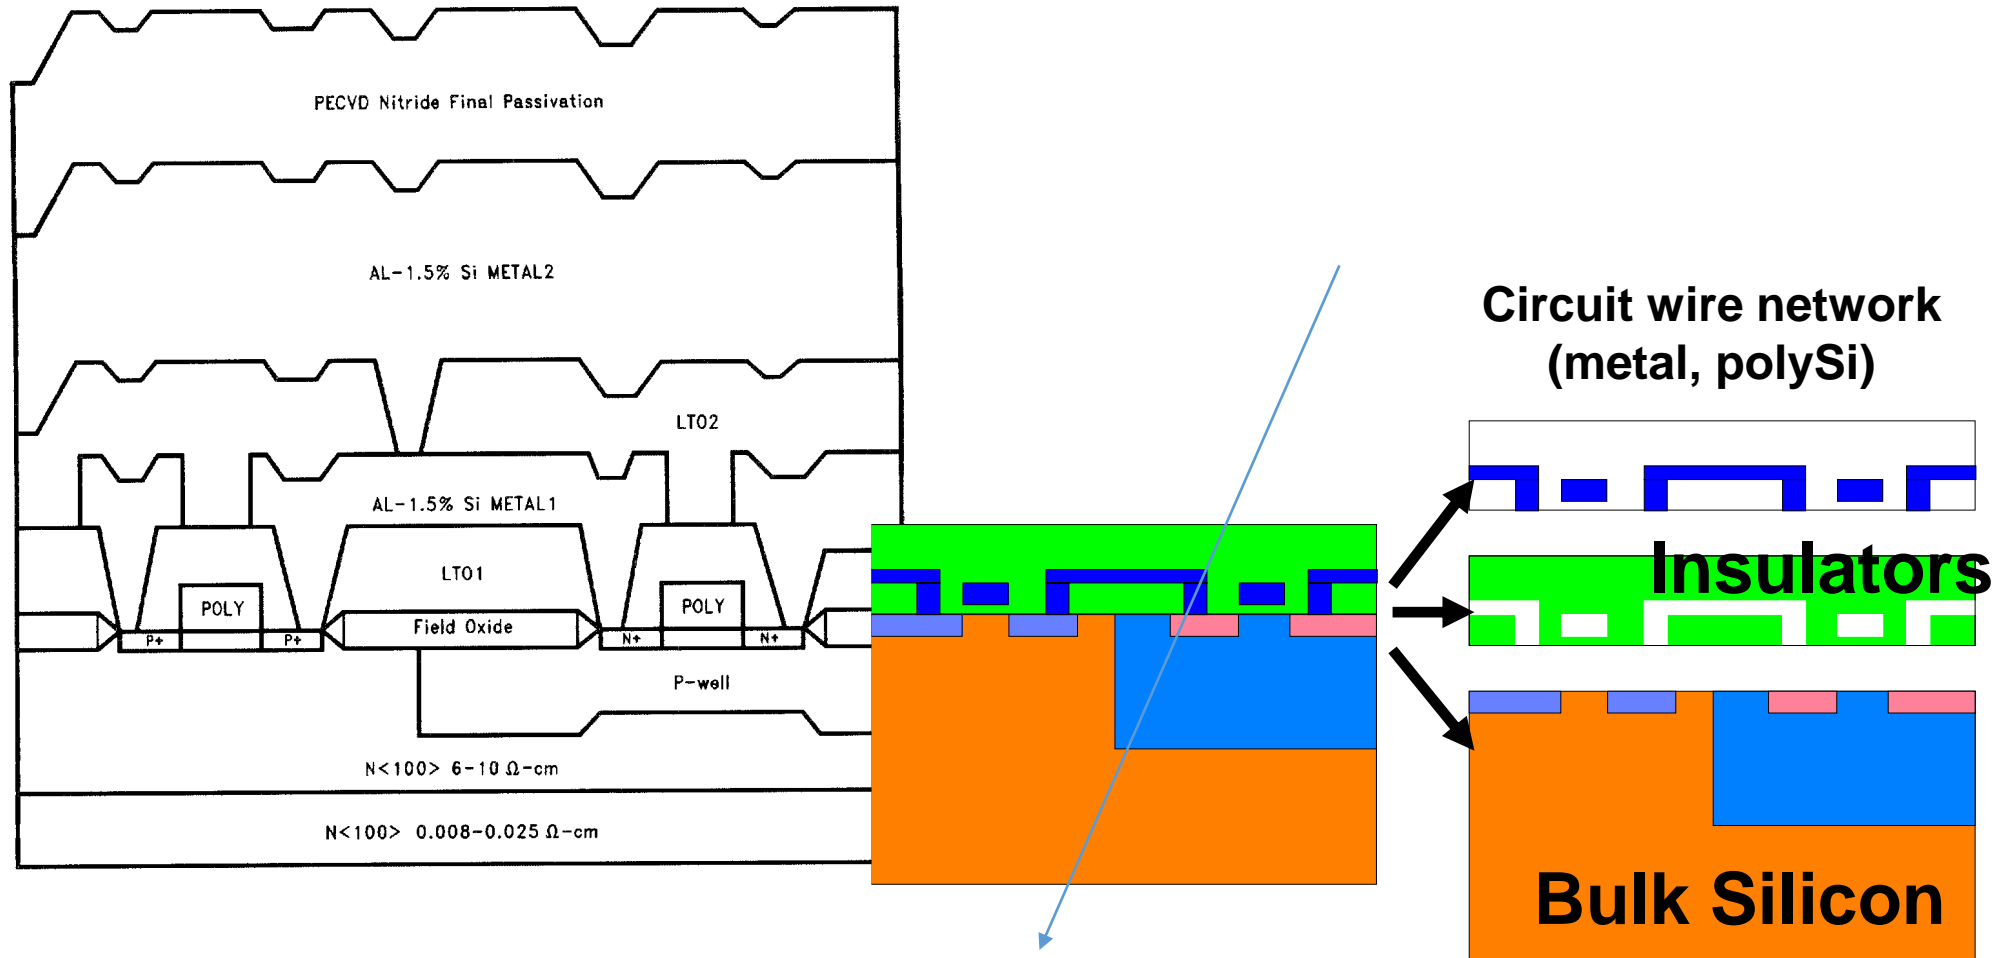 PECVD Nitride Final Passivation
AL-1.5% Si METAL2
LTO2
AL-1.5% Si METAL1
LTO1
POLY
POLY
Field Oxide
P+
P+
N+
N+
P-well
N<100> 6-10 Ω-cm
N<100> 0.008-0.025 Ω-cm
Circuit wire network
(metal, polySi)
Insulators
Bulk Silicon